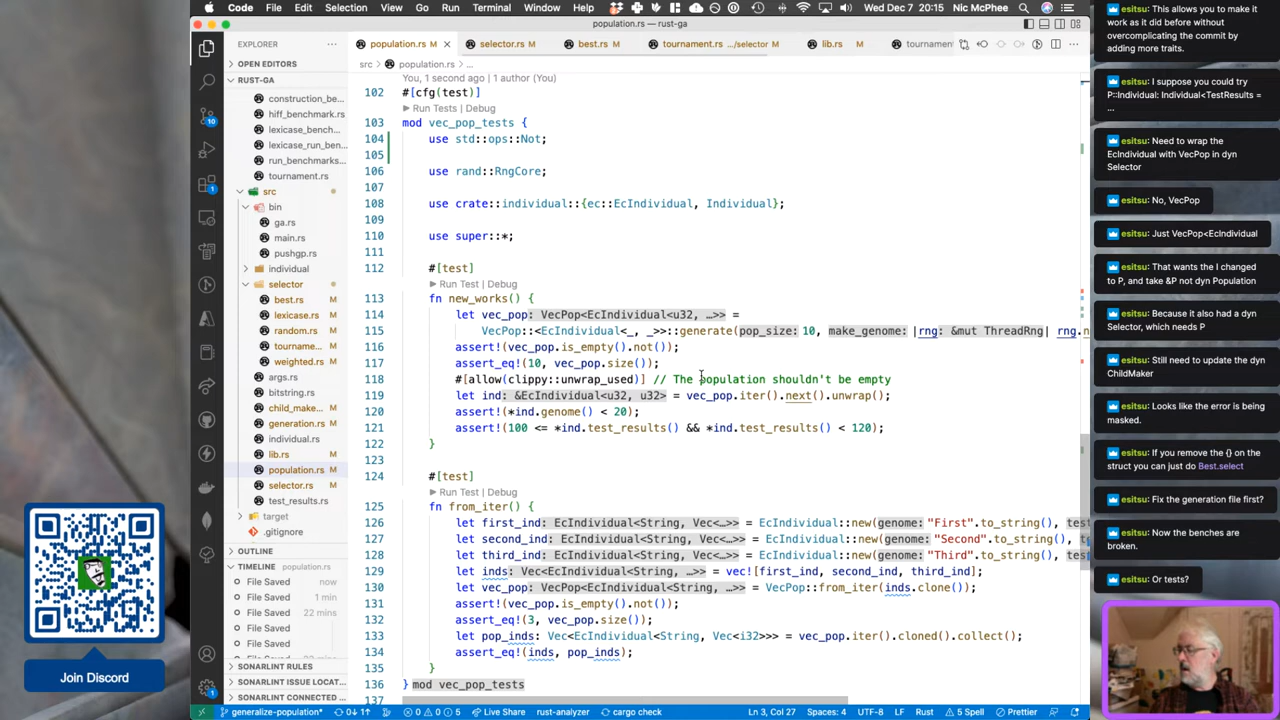 Code File Edit Selection View Go Run Terminal Window Help Wed Dec 7 20:15 Nic McPhee
population.rs — rust-ga
EXPLORER
population.rs M selector.rs M best.rs M tournament.rs .../selector M lib.rs M tournamen
OPEN EDITORS
src > population.rs > ...
RUST-GA
construction_be...
hiff_benchmark.rs
lexicase_bench...
lexicase_run_ben...
run_benchmarks...
tournament.rs
src
bin
ga.rs
main.rs
pushgp.rs
individual
selector
best.rs M
lexicase.rs M
random.rs M
tourname... M
weighted.rs M
args.rs
bitstring.rs
child_make... M
generation.rs M
individual.rs
lib.rs M
population.rs M
selector.rs M
test_results.rs
target
.gitignore
OUTLINE
TIMELINE population.rs
File Saved now
File Saved 1 min
File Saved 22 mins
File Saved
File Saved
SONARLINT RULES
SONARLINT ISSUE LOCAT...
SONARLINT CONNECTED ...
You, 1 second ago | 1 author (You)
102 #[cfg(test)]
Run Tests | Debug
103 mod vec_pop_tests {
104 use std::ops::Not;
105
106 use rand::RngCore;
107
108 use crate::individual::{ec::EcIndividual, Individual};
109
110 use super::*;
111
112 #[test]
Run Test | Debug
113 fn new_works() {
114 let vec_pop: VecPop<EcIndividual<u32, …>> =
115 VecPop::<EcIndividual<_, _>>::generate(pop_size: 10, make_genome: |rng: &mut ThreadRng| rng.n
116 assert!(vec_pop.is_empty().not());
117 assert_eq!(10, vec_pop.size());
118 #[allow(clippy::unwrap_used)] // The population shouldn't be empty
119 let ind: &EcIndividual<u32, u32> = vec_pop.iter().next().unwrap();
120 assert!(*ind.genome() < 20);
121 assert!(100 <= *ind.test_results() && *ind.test_results() < 120);
122 }
123
124 #[test]
Run Test | Debug
125 fn from_iter() {
126 let first_ind: EcIndividual<String, Vec<…>> = EcIndividual::new(genome: "First".to_string(), test
127 let second_ind: EcIndividual<String, Vec<…>> = EcIndividual::new(genome: "Second".to_string(),
128 let third_ind: EcIndividual<String, Vec<…>> = EcIndividual::new(genome: "Third".to_string(), test
129 let inds: Vec<EcIndividual<String, …>> = vec![first_ind, second_ind, third_ind];
130 let vec_pop: VecPop<EcIndividual<String, …>> = VecPop::from_iter(inds.clone());
131 assert!(vec_pop.is_empty().not());
132 assert_eq!(3, vec_pop.size());
133 let pop_inds: Vec<EcIndividual<String, Vec<i32>>> = vec_pop.iter().cloned().collect();
134 assert_eq!(inds, pop_inds);
135 }
136 } mod vec_pop_tests
137
generalize-population* 0↓ 1↑ 0 0 5 Live Share rust-analyzer cargo check Ln 3, Col 27 Spaces: 4 UTF-8 LF Rust 5 Spell Prettier
Join Discord
esitsu: This allows you to make it work as it did before without overcomplicating the commit by adding more traits.
esitsu: I suppose you could try P::Individual: Individual<TestResults = ...
esitsu: Need to wrap the EcIndividual with VecPop in dyn Selector
esitsu: No, VecPop
esitsu: Just VecPop<EcIndividual
esitsu: That wants the I changed to P, and take &P not dyn Population
esitsu: Because it also had a dyn Selector, which needs P
esitsu: Still need to update the dyn ChildMaker
esitsu: Looks like the error is being masked.
esitsu: If you remove the {} on the struct you can just do Best.select
esitsu: Fix the generation file first?
esitsu: Now the benches are broken.
esitsu: Or tests?